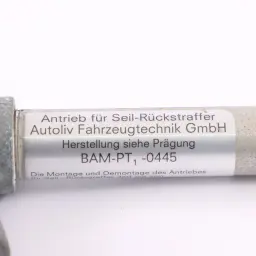 Antrieb für Seil-Rückstraffer
Autoliv Fahrzeugtechnik GmbH
Herstellung siehe Prägung
BAM-PT₁ -0445
Die Montage und Demontage des Antriebes